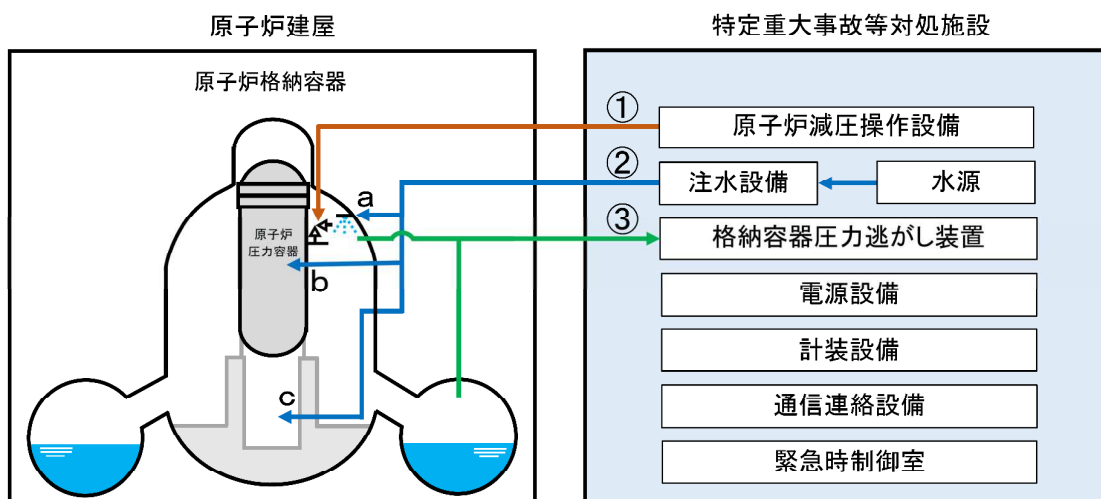 原子炉建屋
特定重大事故等対処施設
原子炉格納容器
①
原子炉減圧操作設備
②
注水設備
水源
a
③
原子炉
圧力容器
格納容器圧力逃がし装置
b
電源設備
計装設備
c
通信連絡設備
緊急時制御室